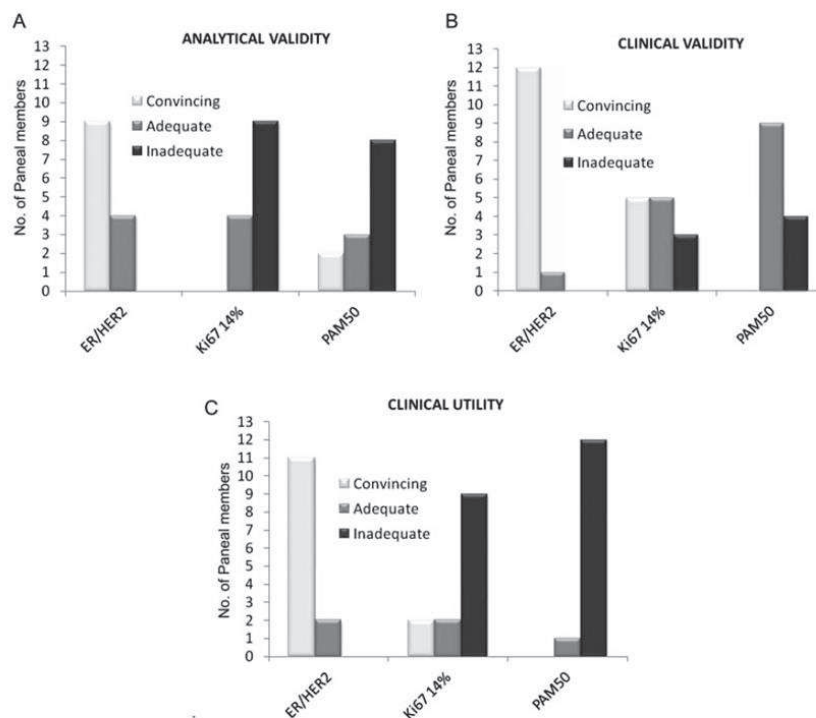 A
ANALYTICAL VALIDITY
No. of Paneal members
13
12
11
10
9
8
7
6
5
4
3
2
1
0
Convincing
Adequate
Inadequate
ER/HER2
Ki67 14%
PAM50
B
CLINICAL VALIDITY
No. of Paneal members
13
12
11
10
9
8
7
6
5
4
3
2
1
0
Convincing
Adequate
Inadequate
ER/HER2
Ki67 14%
PAM50
C
CLINICAL UTILITY
No. of Paneal members
13
12
11
10
9
8
7
6
5
4
3
2
1
0
Convincing
Adequate
Inadequate
ER/HER2
Ki67 14%
PAM50